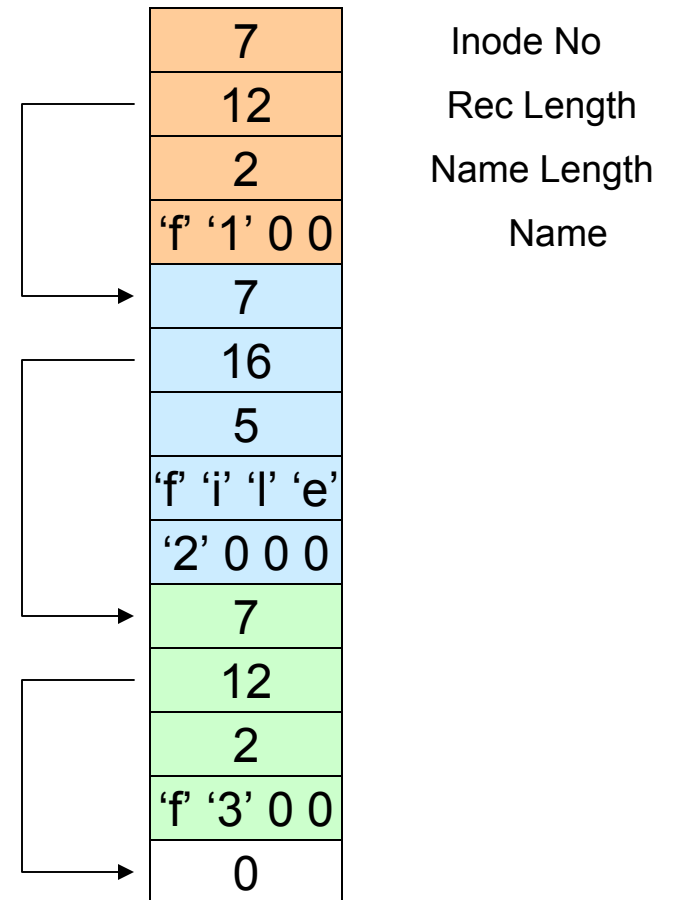 7 Inode No
12 Rec Length
2 Name Length
‘f’ ‘1’ 0 0 Name
7
16
5
‘f’ ‘i’ ‘l’ ‘e’
‘2’ 0 0 0
7
12
2
‘f’ ‘3’ 0 0
0